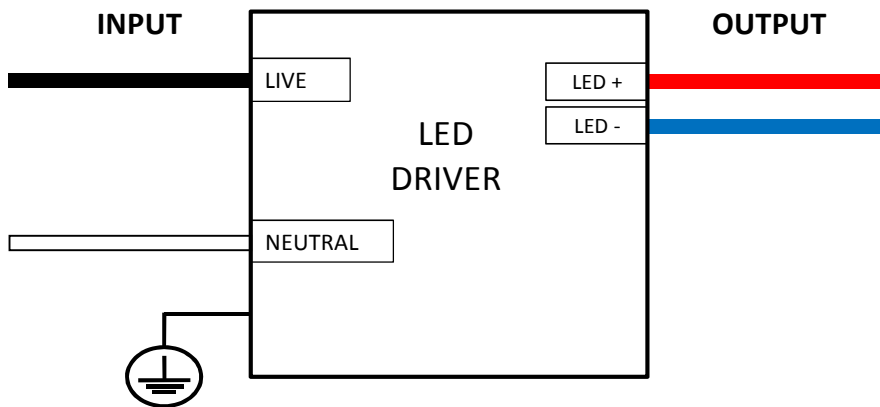 INPUT
OUTPUT
LIVE
LED +
LED -
LED
DRIVER
NEUTRAL